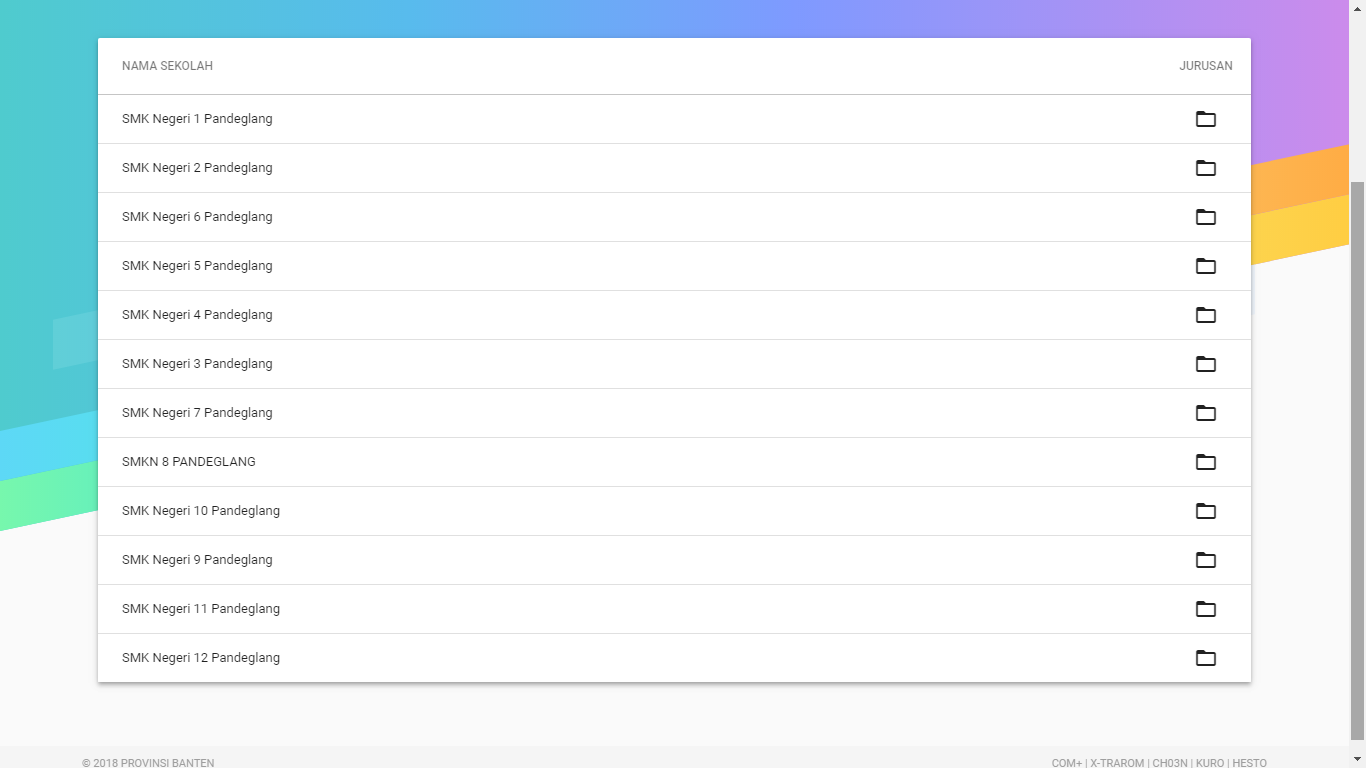 NAMA SEKOLAH JURUSAN
SMK Negeri 1 Pandeglang
SMK Negeri 2 Pandeglang
SMK Negeri 6 Pandeglang
SMK Negeri 5 Pandeglang
SMK Negeri 4 Pandeglang
SMK Negeri 3 Pandeglang
SMK Negeri 7 Pandeglang
SMKN 8 PANDEGLANG
SMK Negeri 10 Pandeglang
SMK Negeri 9 Pandeglang
SMK Negeri 11 Pandeglang
SMK Negeri 12 Pandeglang
© 2018 PROVINSI BANTEN COM+ | X-TRAROM | CH03N | KURO | HESTO